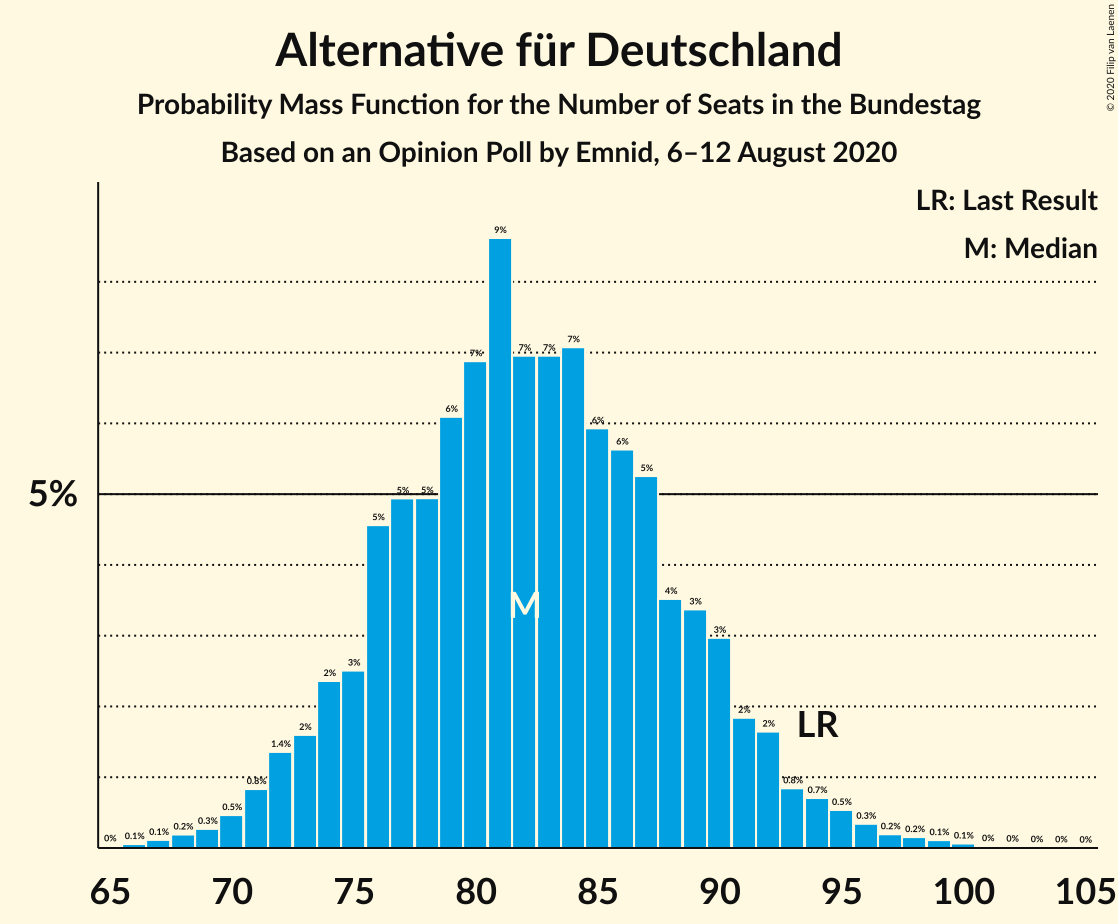 Alternative für Deutschland
Probability Mass Function for the Number of Seats in the Bundestag
Based on an Opinion Poll by Emnid, 6–12 August 2020
© 2020 Filip van Laenen
LR: Last Result
M: Median
5%
0% 0.1% 0.1% 0.2% 0.3% 0.5% 0.8% 1.4% 2% 2% 3% 5% 5% 5% 6% 7% 9% 7% 7% 7% 6% 6% 5% 4% 3% 3% 2% 2% 0.8% 0.7% 0.5% 0.3% 0.2% 0.2% 0.1% 0.1% 0% 0% 0% 0% 0%
M
LR
65 70 75 80 85 90 95 100 105